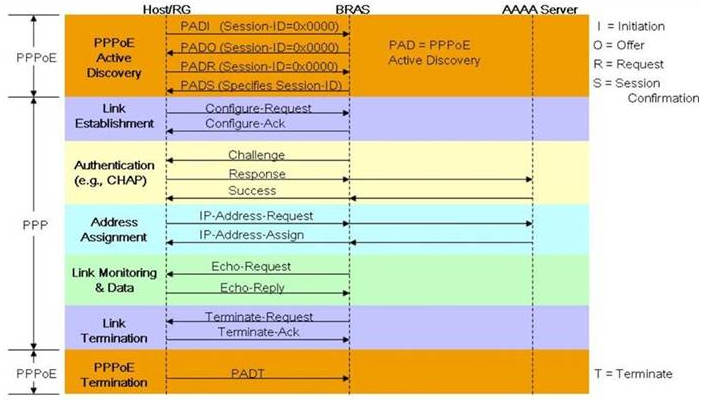 Host/RG BRAS AAAA Server
PADI (Session-ID=0x0000)
PADO (Session-ID=0x0000)
PADR (Session-ID=0x0000)
PADS (Specifies Session-ID)
PPPoE
PPPoE
Active
Discovery
PAD = PPPoE
Active Discovery
I = Initiation
O = Offer
R = Request
S = Session
Confirmation
PPP
Link
Establishment
Configure-Request
Configure-Ack
Authentication
(e.g., CHAP)
Challenge
Response
Success
Address
Assignment
IP-Address-Request
IP-Address-Assign
Link Monitoring
& Data
Echo-Request
Echo-Reply
Link
Termination
Terminate-Request
Terminate-Ack
PPPoE
PPPoE
Termination
PADT
T = Terminate